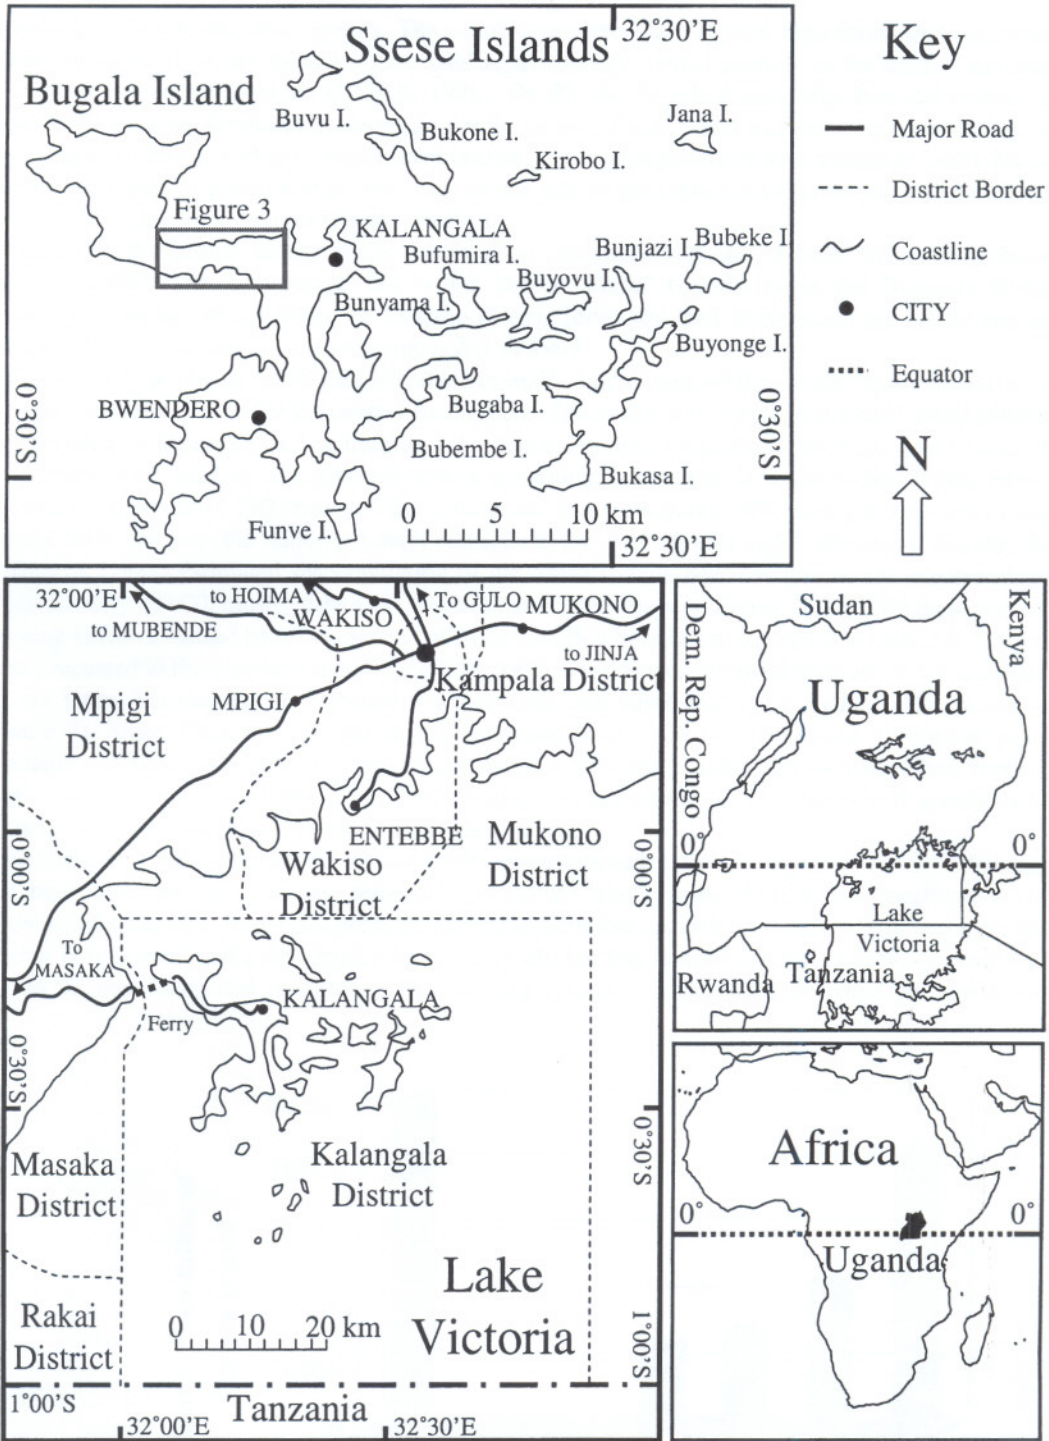 Ssese Islands
32°30'E
Bugala Island
Buvu I.
Bukone I.
Jana I.
Kirobo I.
Figure 3
KALANGALA
Bufumira I.
Bunjazi I.
Bubeke I.
Buyovu I.
Bunyama I.
Buyonge I.
BWENDERO
Bugaba I.
Bubembe I.
Bukasa I.
Funve I.
0°30'S
0°30'S
0 5 10 km
32°30'E
Key
Major Road
District Border
Coastline
CITY
Equator
N
32°00'E
to HOIMA
To GULO
MUKONO
WAKISO
to MUBENDE
to JINJA
Kampala District
MPIGI
Mpigi
District
ENTEBBE
Mukono
District
Wakiso
District
0°00'S
0°00'S
To
MASAKA
KALANGALA
Ferry
0°30'S
0°30'S
Masaka
District
Kalangala
District
Lake
Victoria
Rakai
District
0 10 20 km
1°00'S
1°00'S
Tanzania
32°00'E
32°30'E
Sudan
Kenya
Dem. Rep. Congo
Uganda
0°
0°
Lake
Victoria
Rwanda
Tanzania
Africa
0°
0°
Uganda